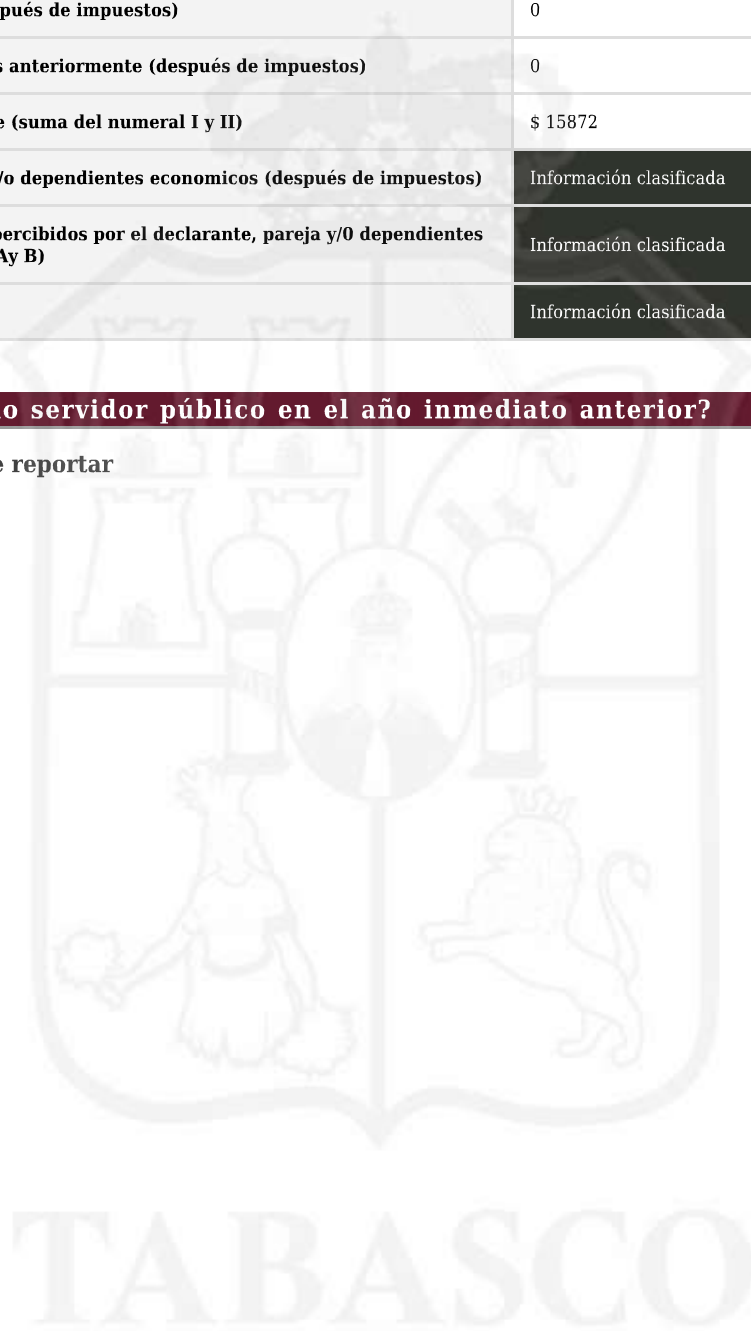 pués de impuestos)
0
s anteriormente (después de impuestos)
0
e (suma del numeral I y II)
$ 15872
/o dependientes economicos (después de impuestos)
Información clasificada
percibidos por el declarante, pareja y/0 dependientes
Ay B)
Información clasificada
Información clasificada
o servidor público en el año inmediato anterior?
e reportar
TABASCO